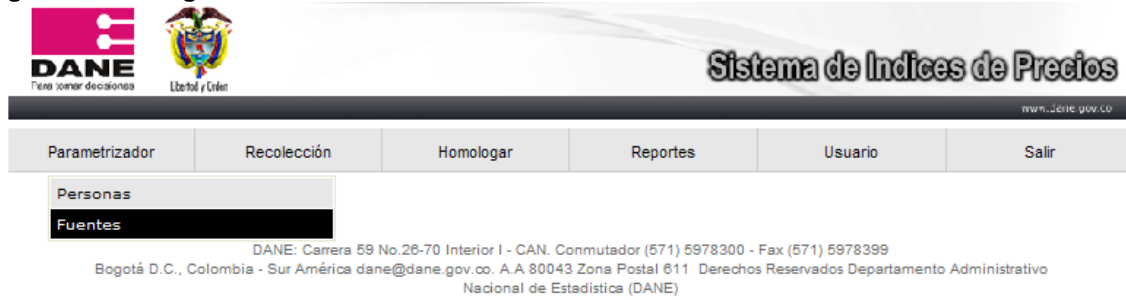 DANE
Para tomar decisiones
Libertad y Orden
Sistema de Indices de Precios
www.dane.gov.co
Parametrizador Recolección Homologar Reportes Usuario Salir
Personas
Fuentes
DANE: Carrera 59 No.26-70 Interior I - CAN. Conmutador (571) 5978300 - Fax (571) 5978399
Bogotá D.C., Colombia - Sur América dane@dane.gov.co. A.A 80043 Zona Postal 611 Derechos Reservados Departamento Administrativo
Nacional de Estadistica (DANE)